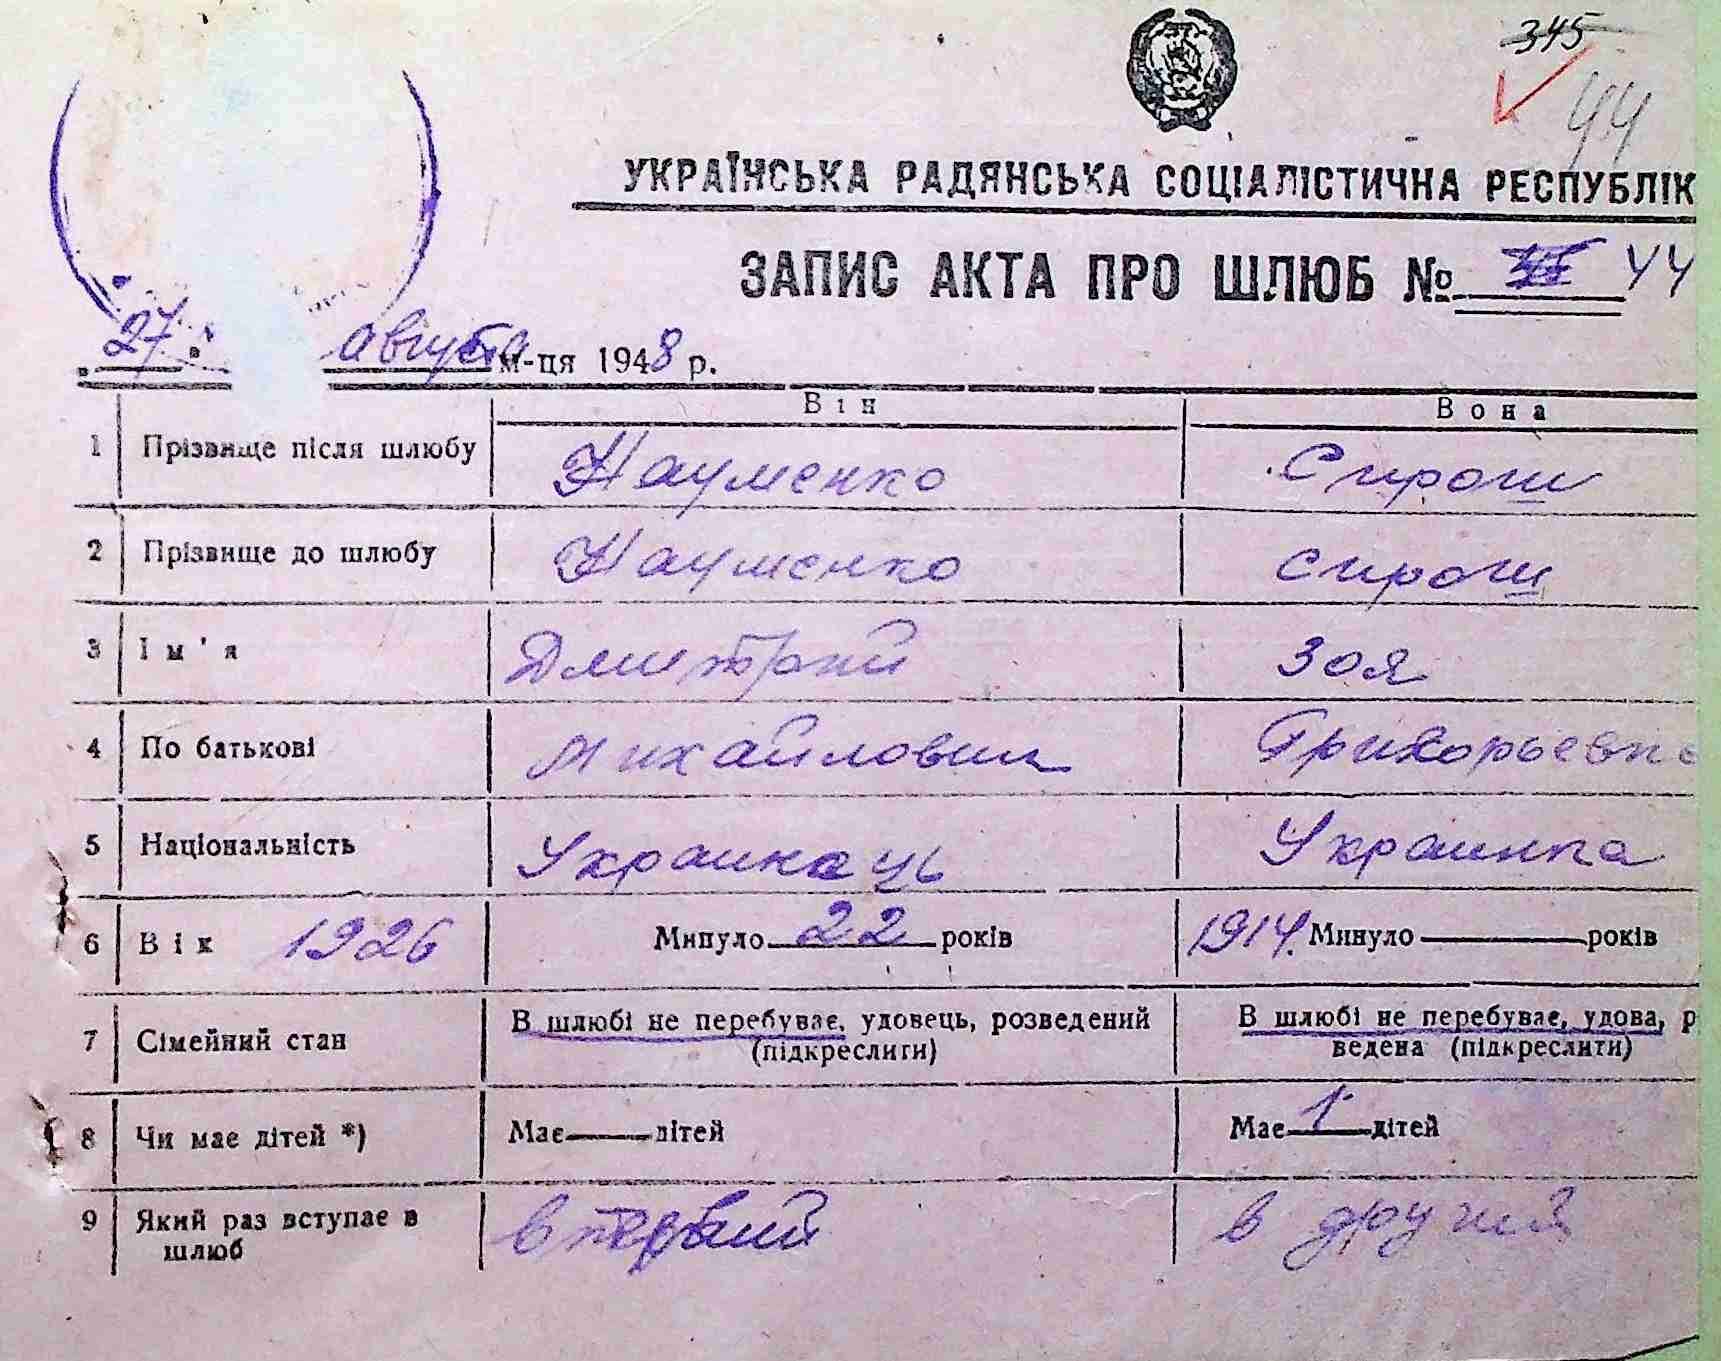 345
44
УКРАЇНСЬКА РАДЯНСЬКА СОЦІАЛІСТИЧНА РЕСПУБЛІК
ЗАПИС АКТА ПРО ШЛЮБ № 44
27 августа м-ця 1948 р.
Він Вона
1 Прізвище після шлюбу Науменко Сирош
2 Прізвище до шлюбу Науменко Сирош
3 Ім'я Дмитрий Зоя
4 По батькові Михайлович Григорьевна
5 Національність Украинець Украинка
6 Вік 1926 Минуло 22 років 1914. Минуло років
7 Сімейний стан В шлюбі не перебуває, удовець, розведений В шлюбі не перебуває, удова, р
(підкреслити) ведена (підкреслити)
8 Чи має дітей *) Має дітей Має 1 дітей
9 Який раз вступає в шлюб в первий в другий